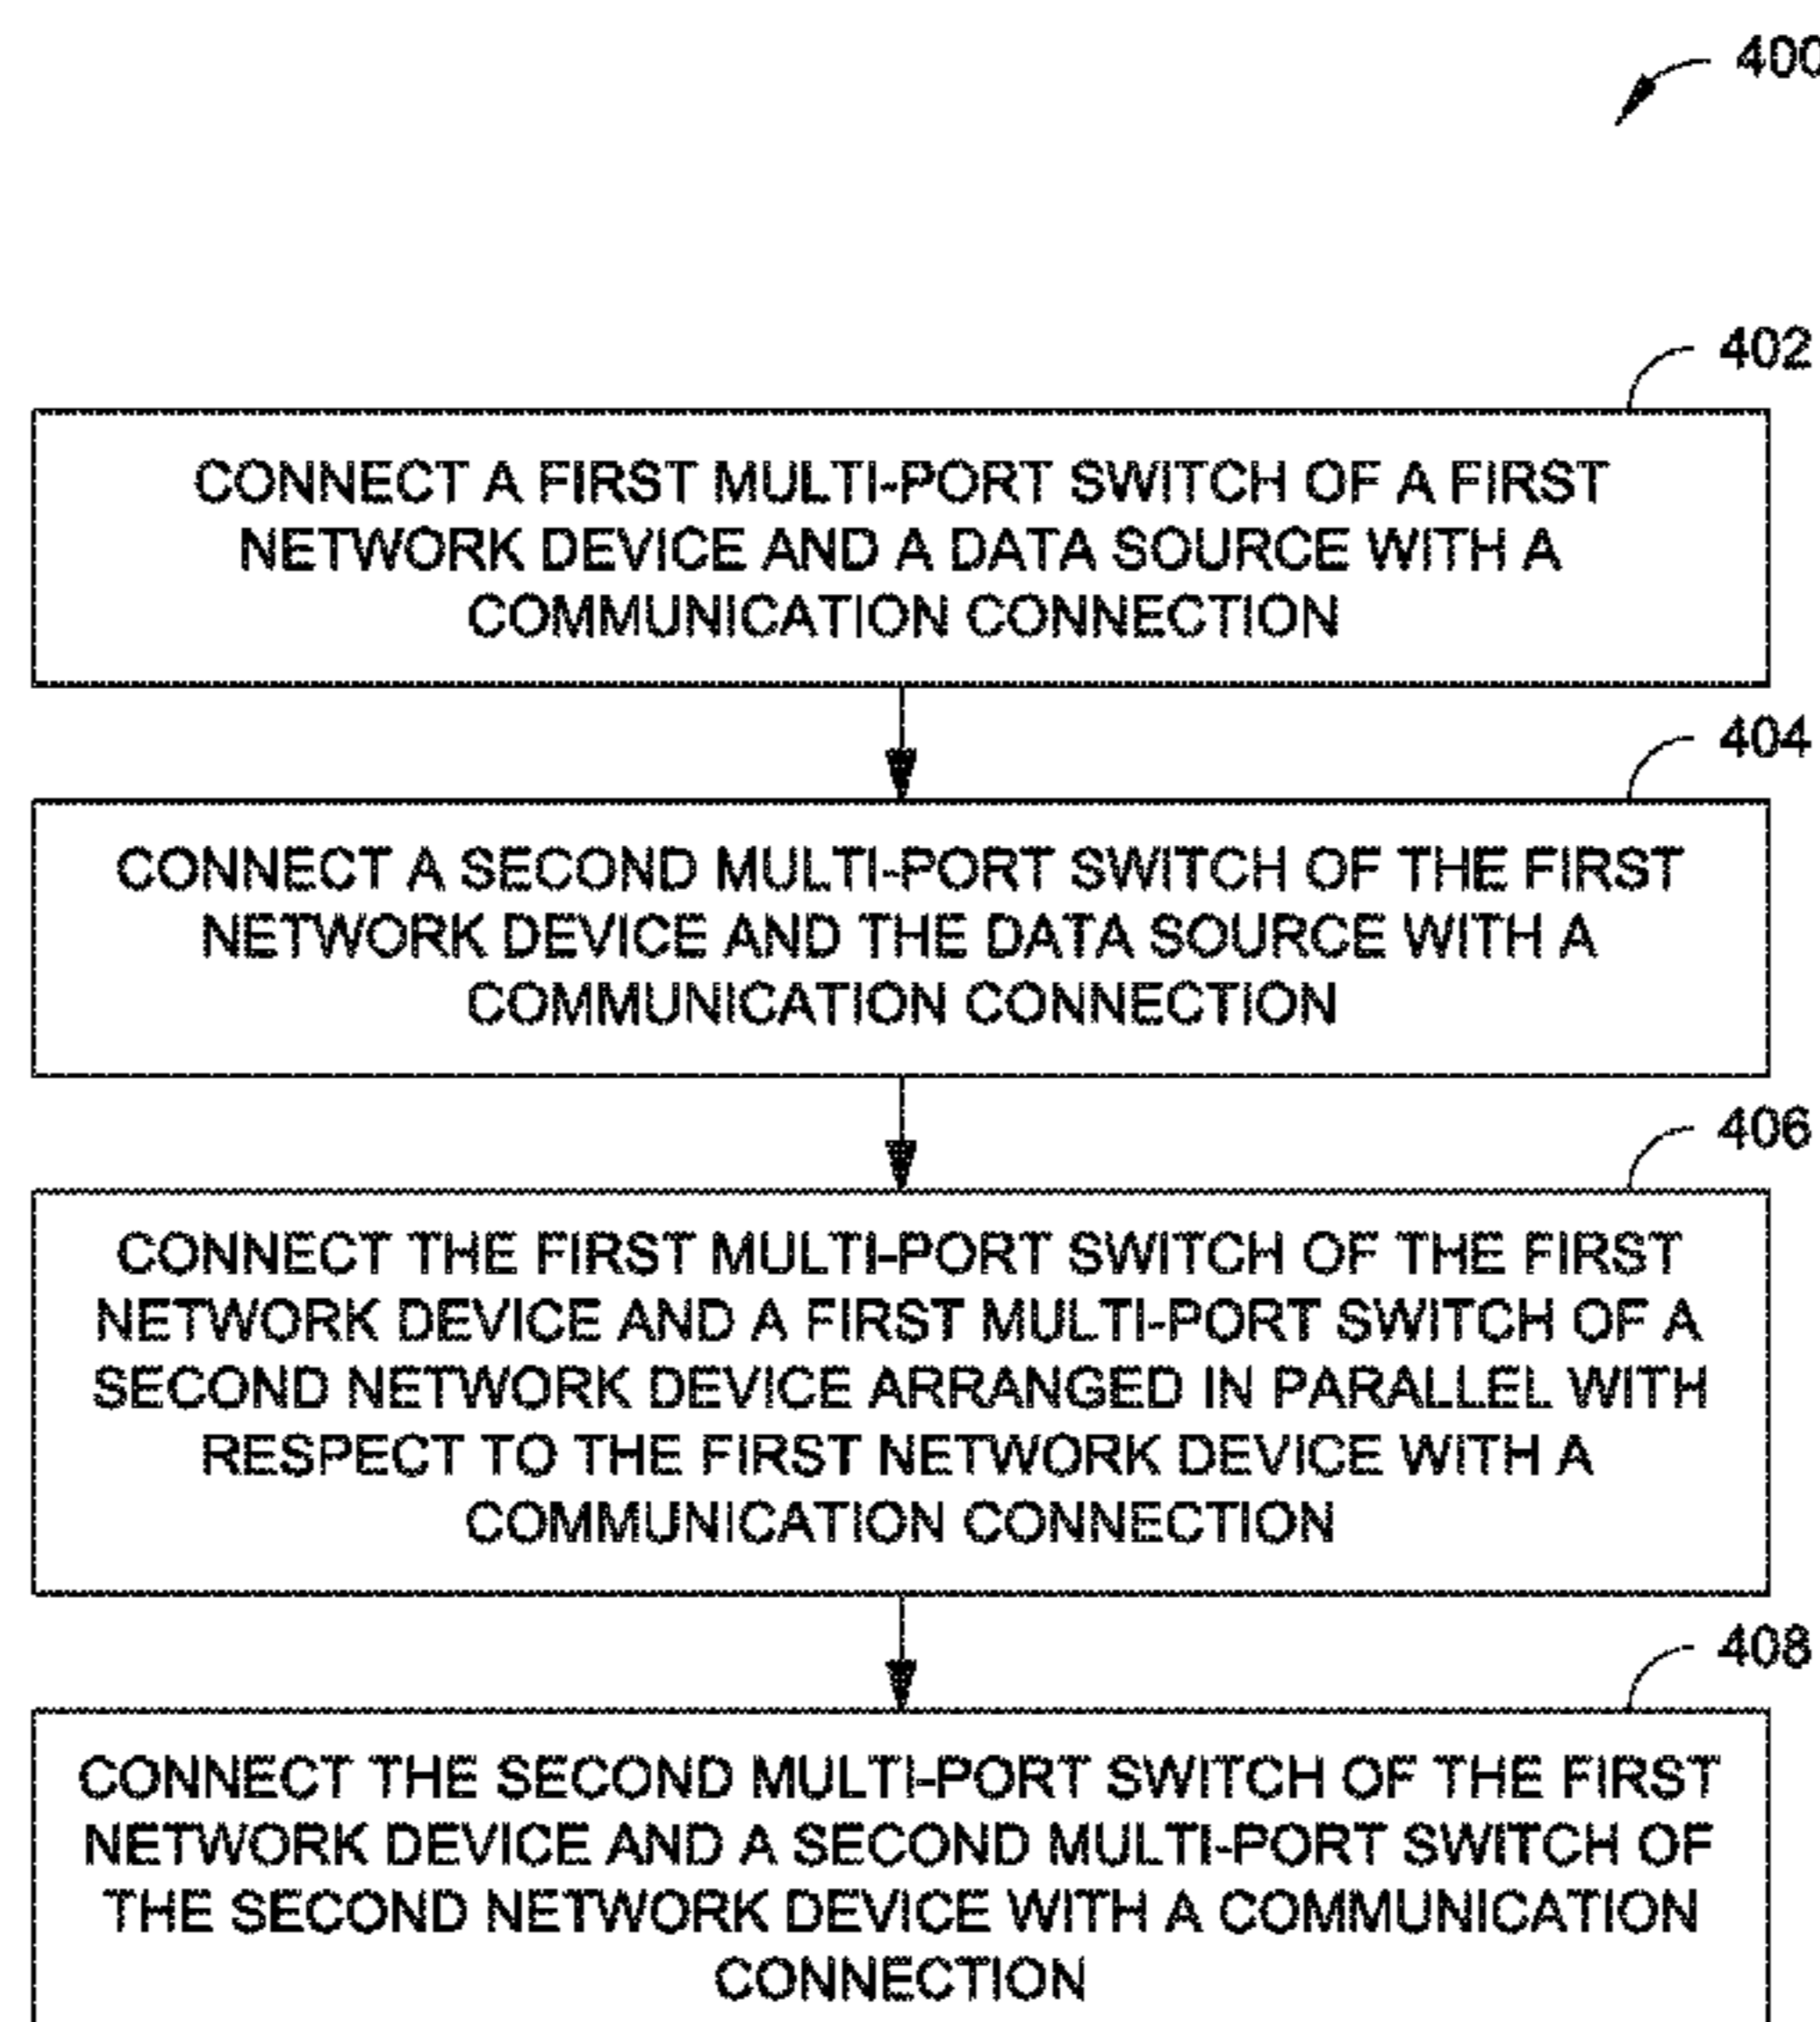 400
402
CONNECT A FIRST MULTI-PORT SWITCH OF A FIRST
NETWORK DEVICE AND A DATA SOURCE WITH A
COMMUNICATION CONNECTION
404
CONNECT A SECOND MULTI-PORT SWITCH OF THE FIRST
NETWORK DEVICE AND THE DATA SOURCE WITH A
COMMUNICATION CONNECTION
406
CONNECT THE FIRST MULTI-PORT SWITCH OF THE FIRST
NETWORK DEVICE AND A FIRST MULTI-PORT SWITCH OF A
SECOND NETWORK DEVICE ARRANGED IN PARALLEL WITH
RESPECT TO THE FIRST NETWORK DEVICE WITH A
COMMUNICATION CONNECTION
408
CONNECT THE SECOND MULTI-PORT SWITCH OF THE FIRST
NETWORK DEVICE AND A SECOND MULTI-PORT SWITCH OF
THE SECOND NETWORK DEVICE WITH A COMMUNICATION
CONNECTION